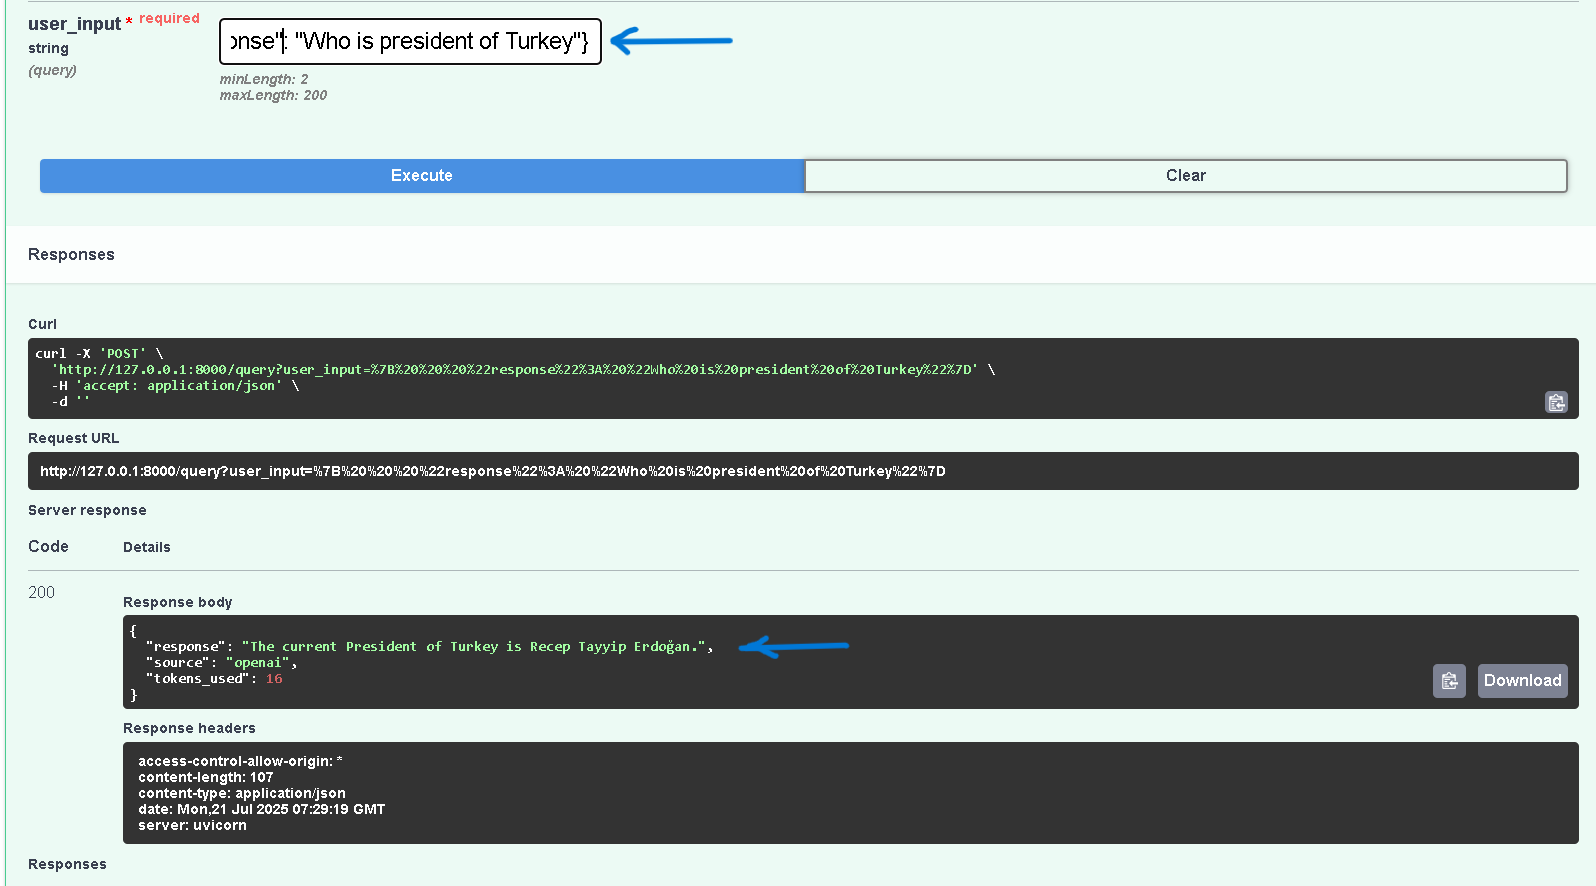 user_input * required
string
(query)
onse": "Who is president of Turkey"}
minLength: 2
maxLength: 200
Execute
Clear
Responses
Curl
curl -X 'POST' \
'http://127.0.0.1:8000/query?user_input=%7B%20%20%20%22response%22%3A%20%22Who%20is%20president%20of%20Turkey%22%7D' \
-H 'accept: application/json' \
-d ''
Request URL
http://127.0.0.1:8000/query?user_input=%7B%20%20%20%22response%22%3A%20%22Who%20is%20president%20of%20Turkey%22%7D
Server response
Code Details
200
Response body
{
"response": "The current President of Turkey is Recep Tayyip Erdoğan.",
"source": "openai",
"tokens_used": 16
}
Download
Response headers
access-control-allow-origin: *
content-length: 107
content-type: application/json
date: Mon,21 Jul 2025 07:29:19 GMT
server: uvicorn
Responses